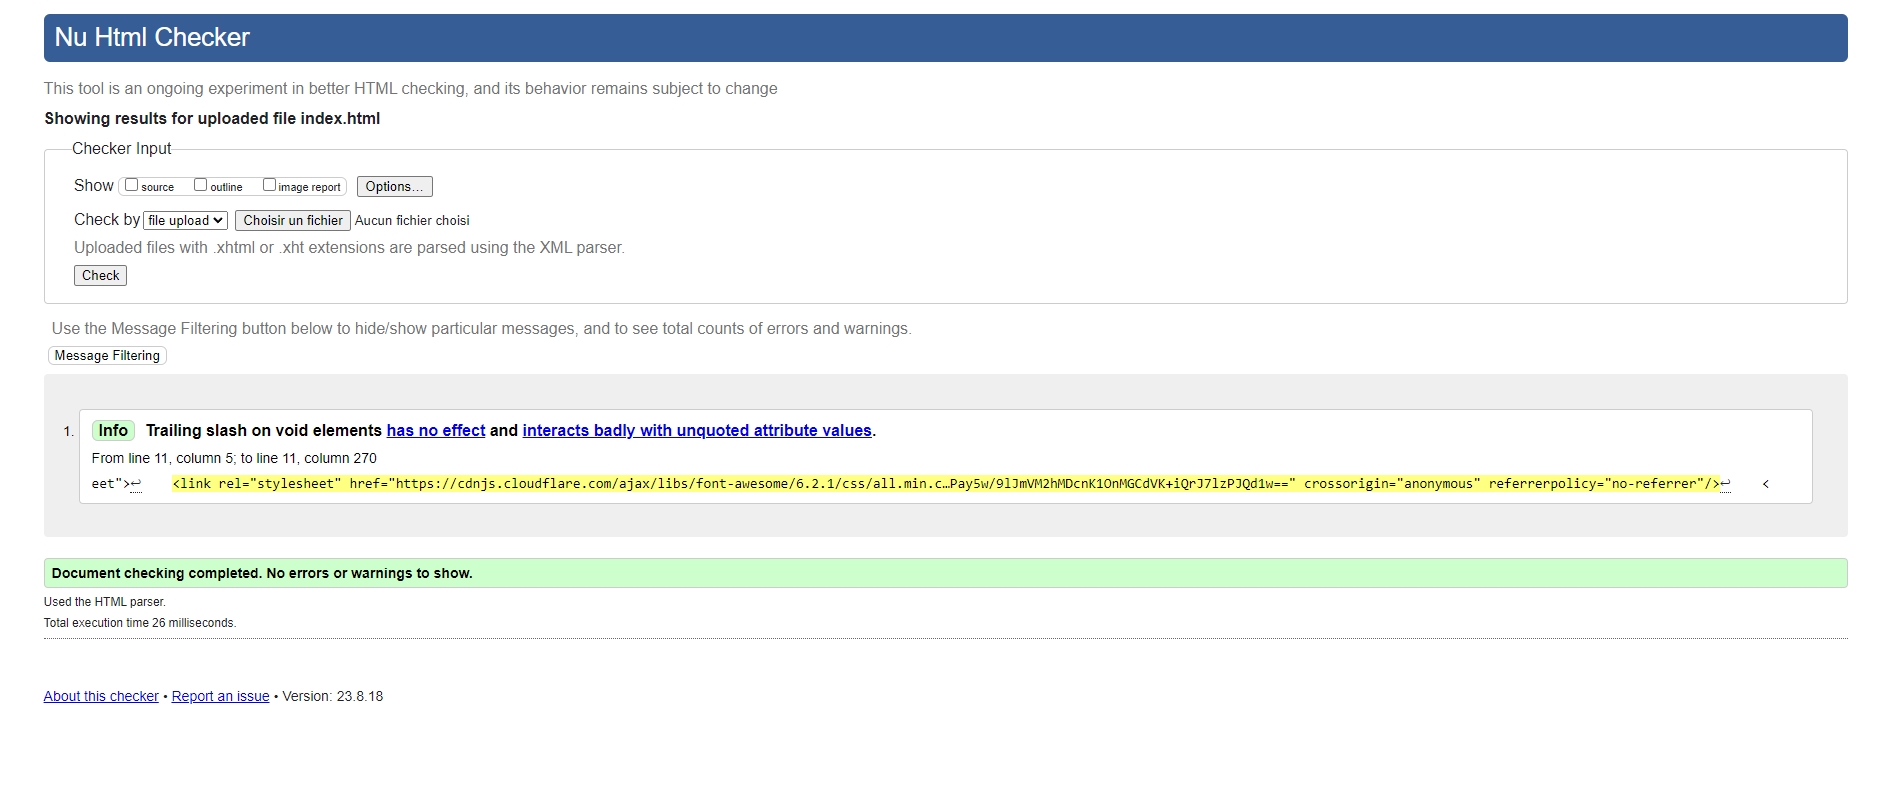 Nu Html Checker
This tool is an ongoing experiment in better HTML checking, and its behavior remains subject to change
Showing results for uploaded file index.html
Checker Input
Show source outline image report Options...
Check by file upload Choisir un fichier Aucun fichier choisi
Uploaded files with .xhtml or .xht extensions are parsed using the XML parser.
Check
Use the Message Filtering button below to hide/show particular messages, and to see total counts of errors and warnings.
Message Filtering
1. Info Trailing slash on void elements has no effect and interacts badly with unquoted attribute values.
From line 11, column 5; to line 11, column 270
eet">↩ <link rel="stylesheet" href="https://cdnjs.cloudflare.com/ajax/libs/font-awesome/6.2.1/css/all.min.c…Pay5w/9lJmVM2hMDcnK1OnMGCdVK+iQrJ7lzPJQd1w==" crossorigin="anonymous" referrerpolicy="no-referrer"/>↩ <
Document checking completed. No errors or warnings to show.
Used the HTML parser.
Total execution time 26 milliseconds.
About this checker • Report an issue • Version: 23.8.18